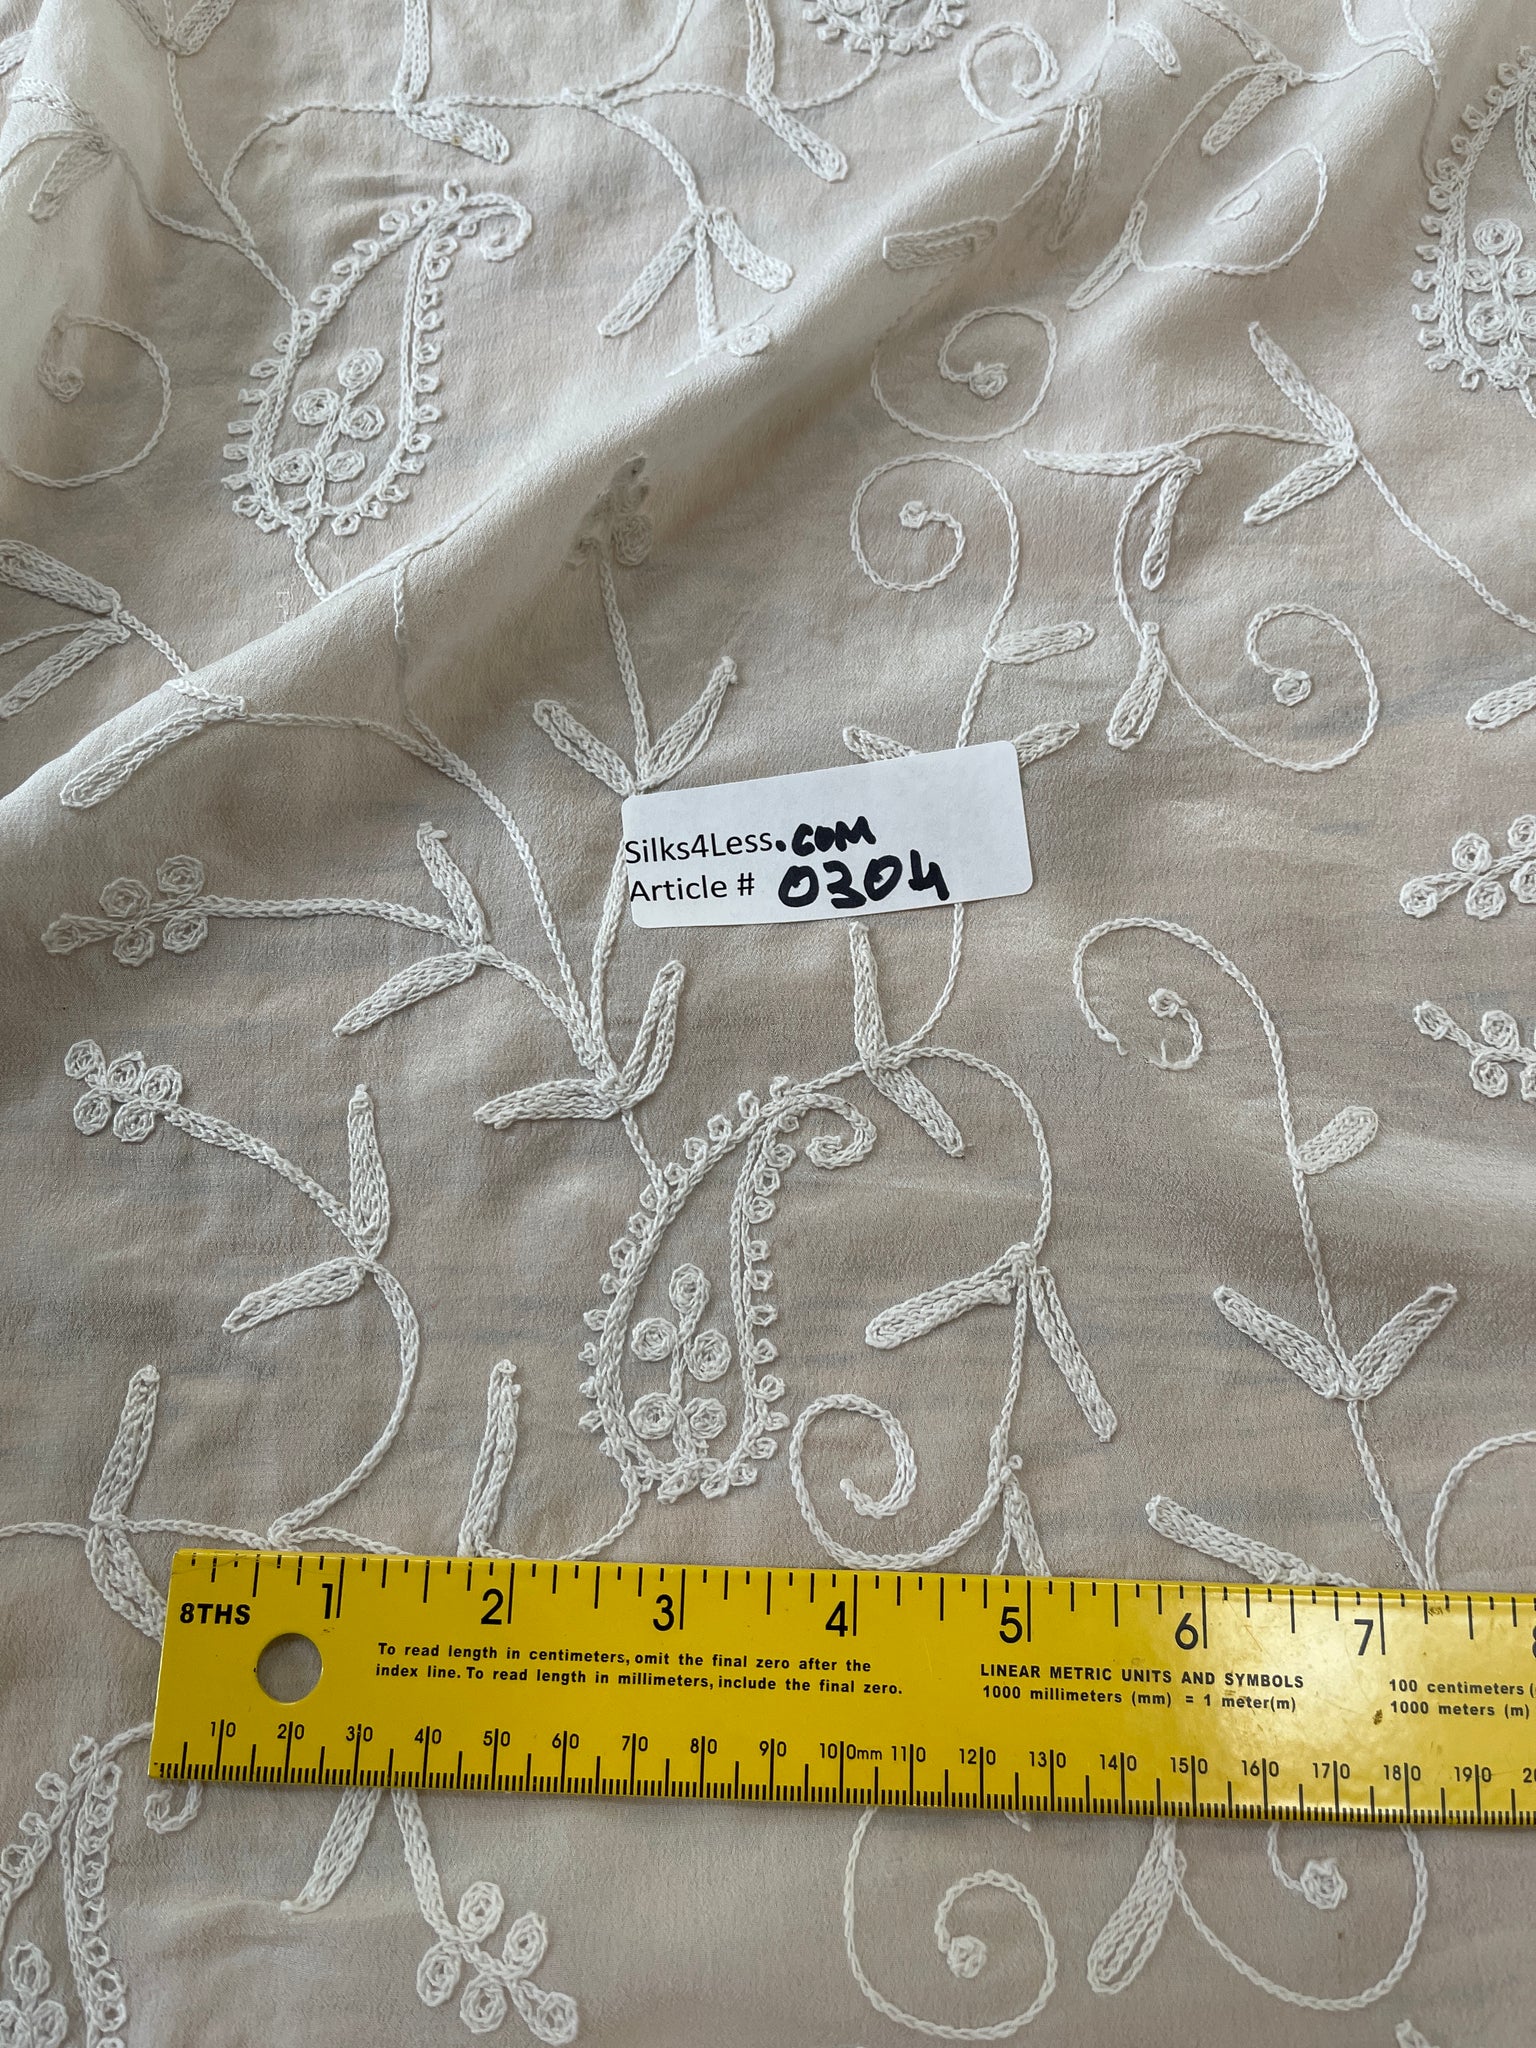 Silks4Less.com
Article # 0304
1 2 3 4 5 6 7
8THS
To read length in centimeters, omit the final zero after the
index line. To read length in millimeters, include the final zero.
LINEAR METRIC UNITS AND SYMBOLS
1000 millimeters (mm) = 1 meter(m)
100 centimeters (
1000 meters (m)
10 20 30 40 50 60 70 80 90 100mm 110 120 130 140 150 160 170 180 190